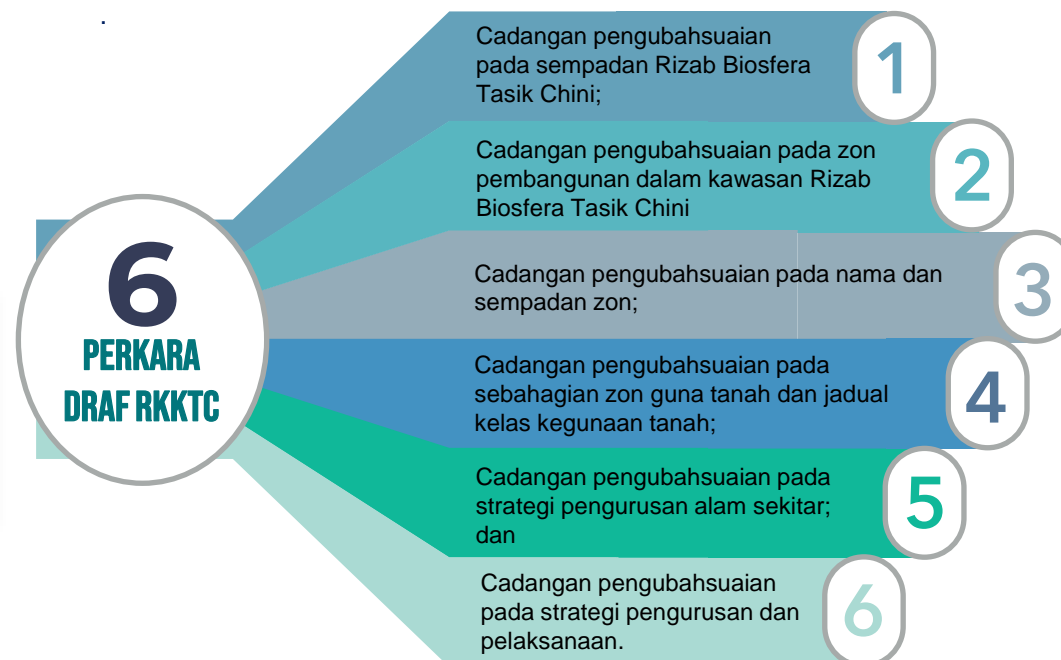 6
PERKARA
DRAF RKKTC
Cadangan pengubahsuaian
pada sempadan Rizab Biosfera
Tasik Chini;
1
Cadangan pengubahsuaian pada zon
pembangunan dalam kawasan Rizab
Biosfera Tasik Chini
2
Cadangan pengubahsuaian pada nama dan
sempadan zon;
3
Cadangan pengubahsuaian pada
sebahagian zon guna tanah dan jadual
kelas kegunaan tanah;
4
Cadangan pengubahsuaian pada
strategi pengurusan alam sekitar;
dan
5
Cadangan pengubahsuaian
pada strategi pengurusan dan
pelaksanaan.
6